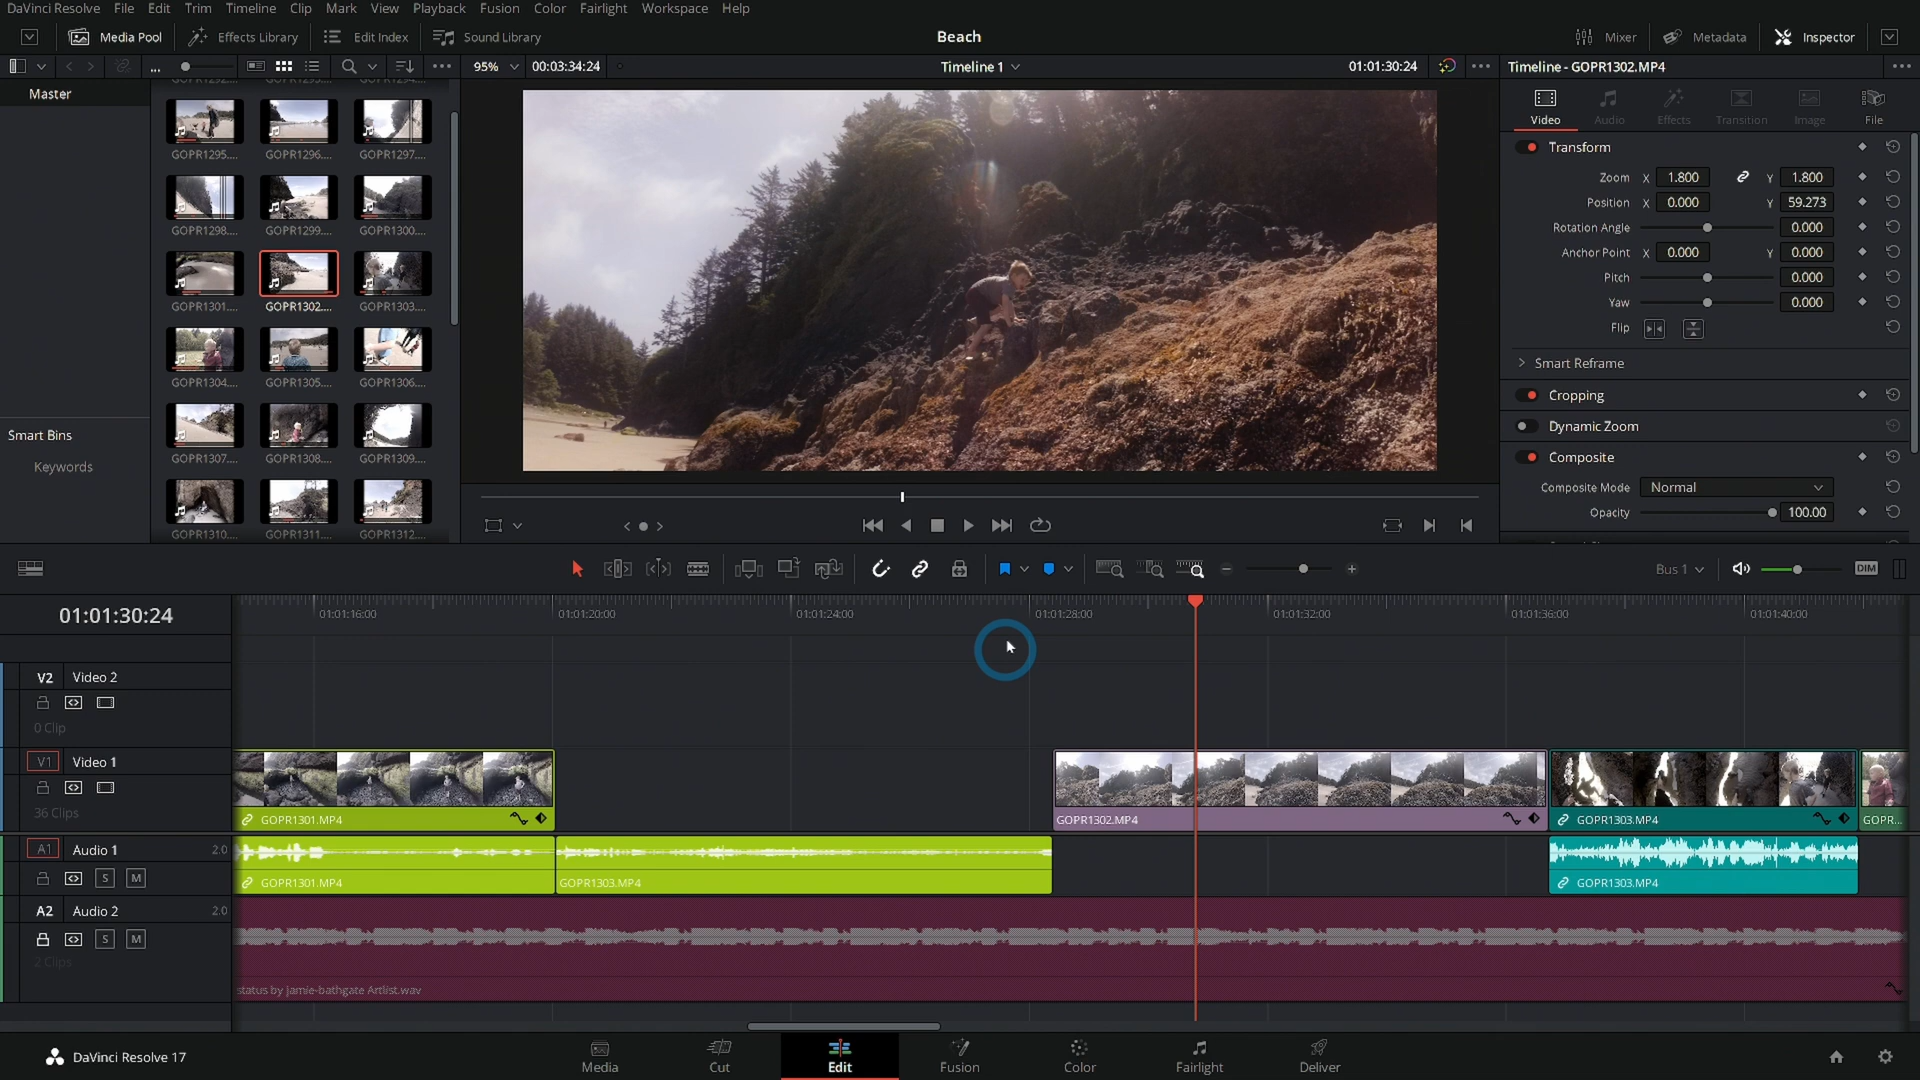 DaVinci Resolve File Edit Trim Timeline Clip Mark View Playback Fusion Color Fairlight Workspace Help
Media Pool Effects Library Edit Index Sound Library Beach Mixer Metadata Inspector
... 95% 00:03:34:24 Timeline 1 01:01:30:24 Timeline - GOPR1302.MP4
Master
Smart Bins
Keywords
GOPR1295.... GOPR1296.... GOPR1297....
GOPR1298.... GOPR1299.... GOPR1300....
GOPR1301.... GOPR1302.... GOPR1303....
GOPR1304.... GOPR1305.... GOPR1306....
GOPR1307.... GOPR1308.... GOPR1309....
GOPR1310.... GOPR1311.... GOPR1312....
Video Audio Effects Transition Image File
Transform
Zoom X 1.800 Y 1.800
Position X 0.000 Y 59.273
Rotation Angle 0.000
Anchor Point X 0.000 Y 0.000
Pitch 0.000
Yaw 0.000
Flip
Smart Reframe
Cropping
Dynamic Zoom
Composite
Composite Mode Normal
Opacity 100.00
Bus 1 DIM
01:01:30:24 01:01:16:00 01:01:20:00 01:01:24:00 01:01:28:00 01:01:32:00 01:01:36:00 01:01:40:00
V2 Video 2
0 Clip
V1 Video 1
36 Clips
GOPR1301.MP4 GOPR1302.MP4 GOPR1303.MP4 GOPR...
A1 Audio 1 2.0
S M
GOPR1301.MP4 GOPR1303.MP4 GOPR1303.MP4
A2 Audio 2 2.0
S M
2 Clips
status by jamie-bathgate Artlist.wav
DaVinci Resolve 17 Media Cut Edit Fusion Color Fairlight Deliver